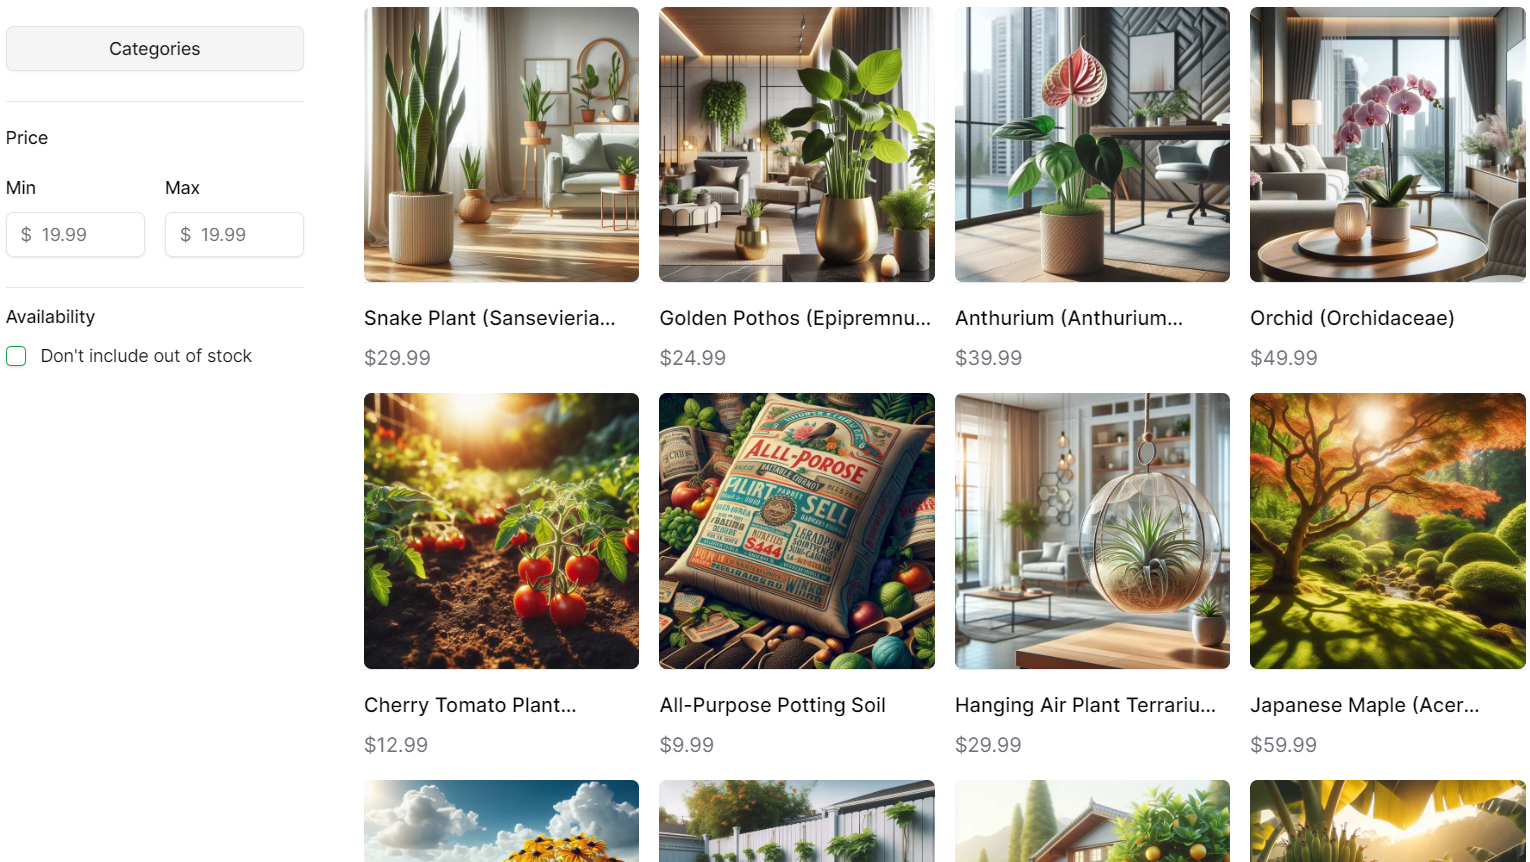 Categories
Price
Min
Max
$ 19.99
$ 19.99
Availability
Don't include out of stock
Snake Plant (Sansevieria...
Golden Pothos (Epipremnu...
Anthurium (Anthurium...
Orchid (Orchidaceae)
$29.99
$24.99
$39.99
$49.99
ALLL-POROSE
SELL
Cherry Tomato Plant...
All-Purpose Potting Soil
Hanging Air Plant Terrariu...
Japanese Maple (Acer...
$12.99
$9.99
$29.99
$59.99